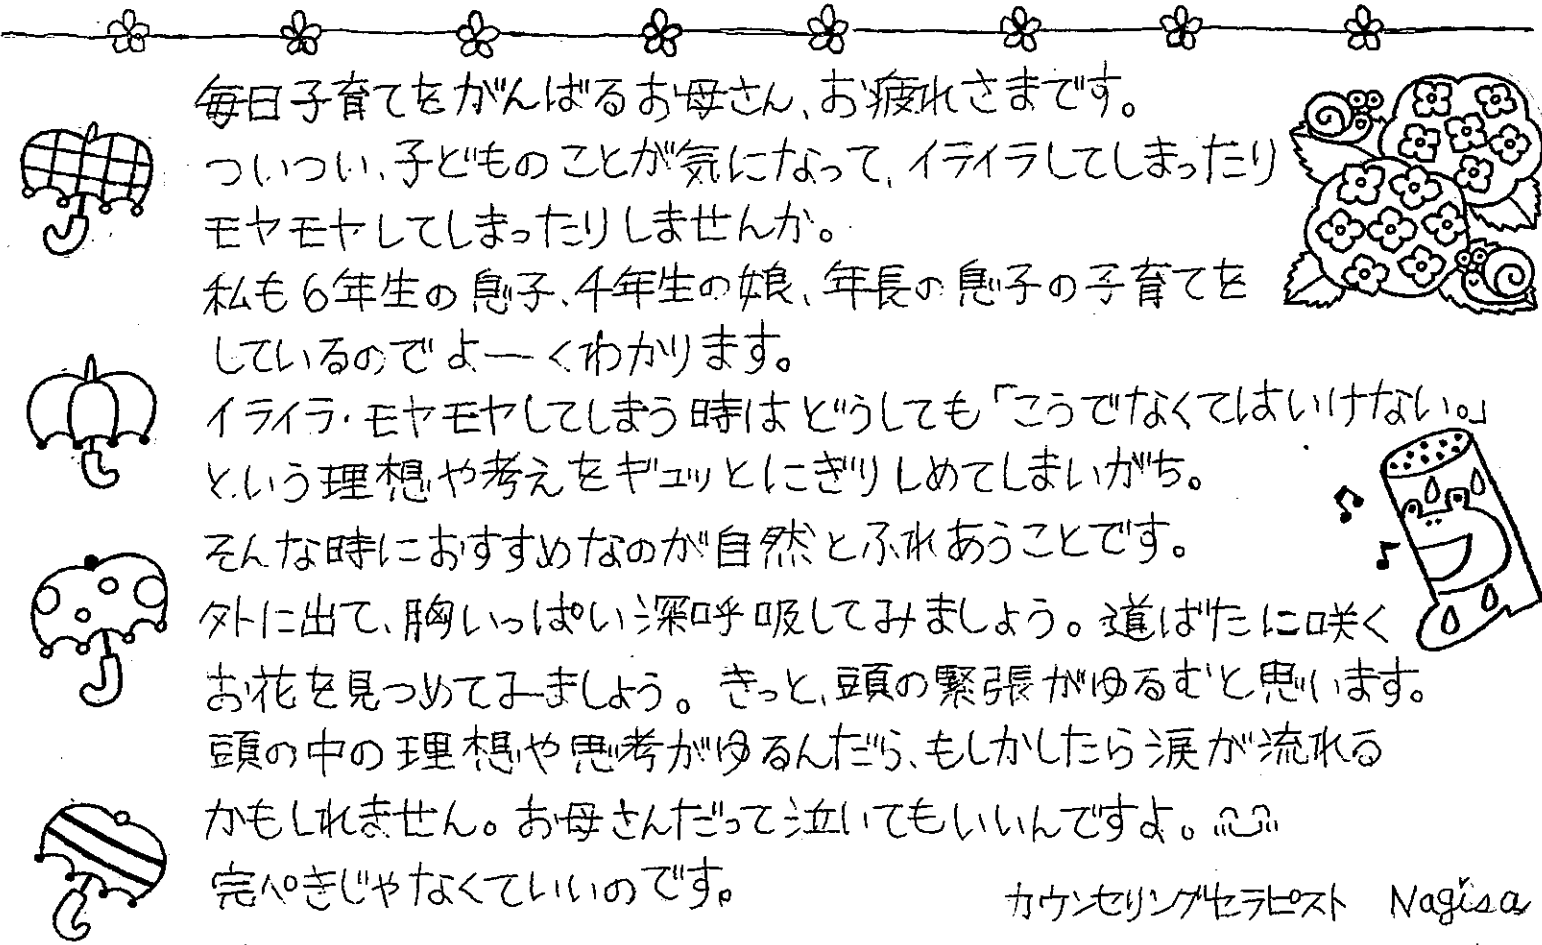 毎日子育てをがんばるお母さん、お疲れさまです。
ついつい、子どものことが気になって、イライラしてしまったり
モヤモヤしてしまったりしませんか。
私も6年生の息子、4年生の娘、年長の息子の子育てを
しているのでよーくわかります。
イライラ・モヤモヤしてしまう時はどうしても「こうでなくてはいけない。」
という理想や考えをギュッとにぎりしめてしまいがち。
そんな時におすすめなのが自然とふれあうことです。
外に出て、胸いっぱい深呼吸してみましょう。道ばたに咲く
お花を見つめてみましょう。きっと、頭の緊張がゆるむと思います。
頭の中の理想や思考がゆるんだら、もしかしたら涙が流れる
かもしれません。お母さんだって泣いてもいいんですよ。
完ぺきじゃなくていいのです。
カウンセリングセラピスト Nagisa